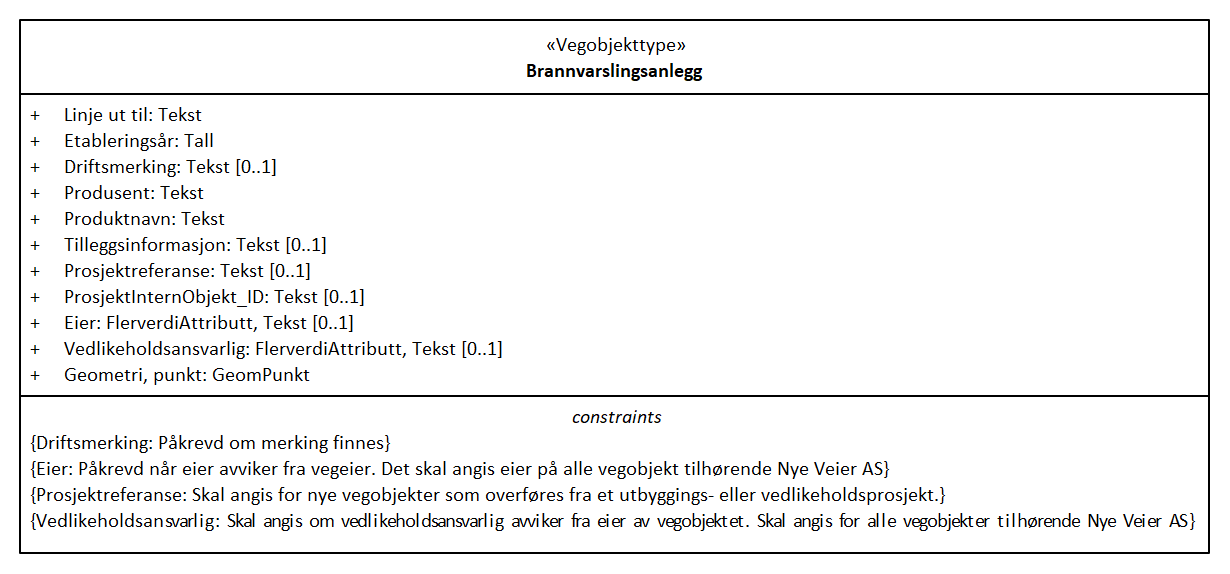 «Vegobjekttype»
Brannvarslingsanlegg
+ Linje ut til: Tekst
+ Etableringsår: Tall
+ Driftsmerking: Tekst [0..1]
+ Produsent: Tekst
+ Produktnavn: Tekst
+ Tilleggsinformasjon: Tekst [0..1]
+ Prosjektreferanse: Tekst [0..1]
+ ProsjektInternObjekt_ID: Tekst [0..1]
+ Eier: FlerverdiAttributt, Tekst [0..1]
+ Vedlikeholdsansvarlig: FlerverdiAttributt, Tekst [0..1]
+ Geometri, punkt: GeomPunkt
constraints
{Driftsmerking: Påkrevd om merking finnes}
{Eier: Påkrevd når eier avviker fra vegeier. Det skal angis eier på alle vegobjekt tilhørende Nye Veier AS}
{Prosjektreferanse: Skal angis for nye vegobjekter som overføres fra et utbyggings- eller vedlikeholdsprosjekt.}
{Vedlikeholdsansvarlig: Skal angis om vedlikeholdsansvarlig avviker fra eier av vegobjektet. Skal angis for alle vegobjekter tilhørende Nye Veier AS}